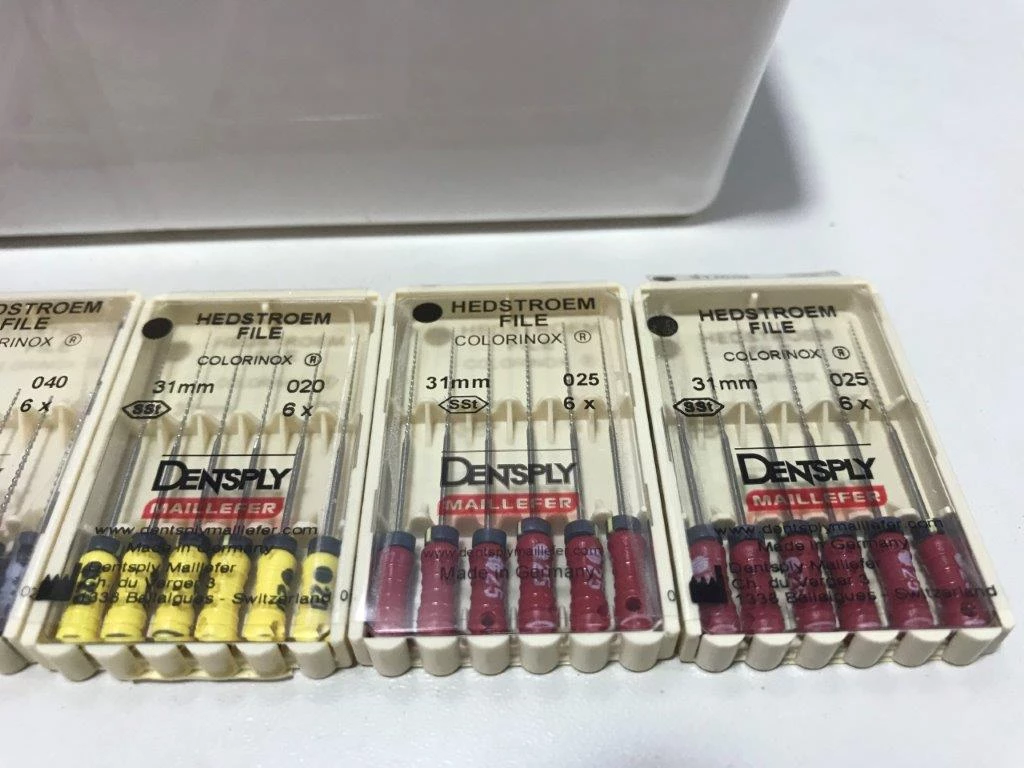 DSTROEM
FILE
RINOX ®
040
6 x
HEDSTROEM
FILE
COLORINOX ®
31mm 020
SSt 6 x
DENTSPLY
MAILLEFER
www.dentsplymaillefer.com
Made in Germany
Dentsply Maillefer
Ch. du Verger 3
1338 Ballaigues - Switzerland
HEDSTROEM
FILE
COLORINOX ®
31mm 025
SSt 6 x
DENTSPLY
MAILLEFER
www.dentsplymaillefer.com
Made in Germany
HEDSTROEM
FILE
COLORINOX ®
31mm 025
SSt 6 x
DENTSPLY
MAILLEFER
www.dentsplymaillefer.com
Made in Germany
Dentsply Maillefer
Ch. du Verger 3
1338 Ballaigues - Switzerland